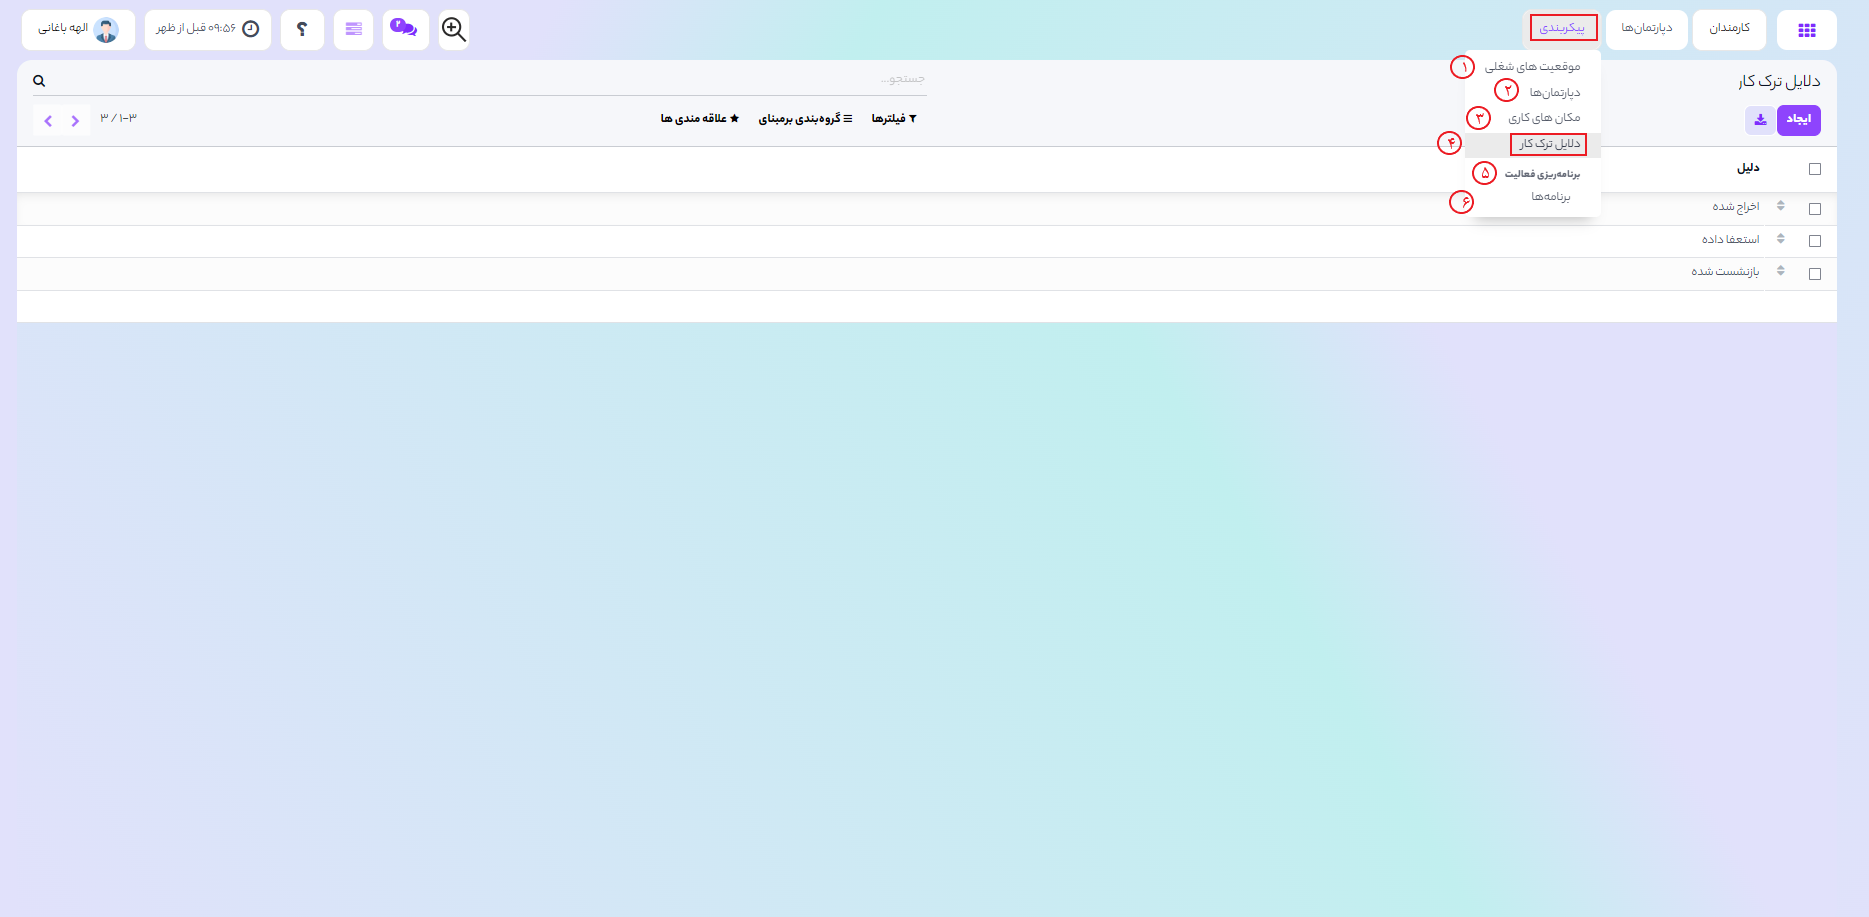 کارمندان
دپارتمان‌ها
پیکربندی
۲
؟
۰۹:۵۶ قبل از ظهر
الهه باغانی
دلایل ترک کار
جستجو...
ایجاد
فیلترها
گروه‌بندی برمبنای
علاقه مندی ها
۱-۳ / ۳
موقعیت های شغلی ۱
دپارتمان‌ها ۲
مکان های کاری ۳
دلایل ترک کار ۴
برنامه‌ریزی فعالیت ۵
برنامه‌ها ۶
دلیل
اخراج شده
استعفا داده
بازنشست شده